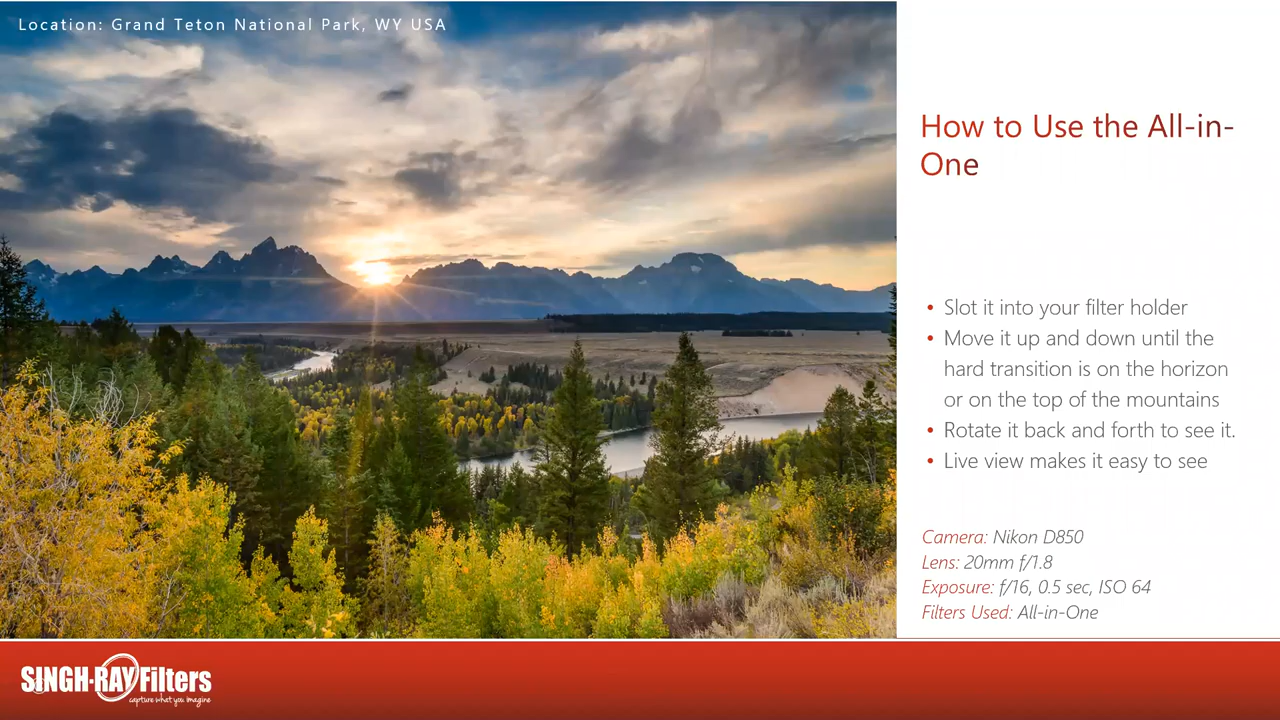 Location: Grand Teton National Park, WY USA
How to Use the All-in-
One
• Slot it into your filter holder
• Move it up and down until the
hard transition is on the horizon
or on the top of the mountains
• Rotate it back and forth to see it.
• Live view makes it easy to see
Camera: Nikon D850
Lens: 20mm f/1.8
Exposure: f/16, 0.5 sec, ISO 64
Filters Used: All-in-One
SINGH-RAY Filters
capture what you imagine